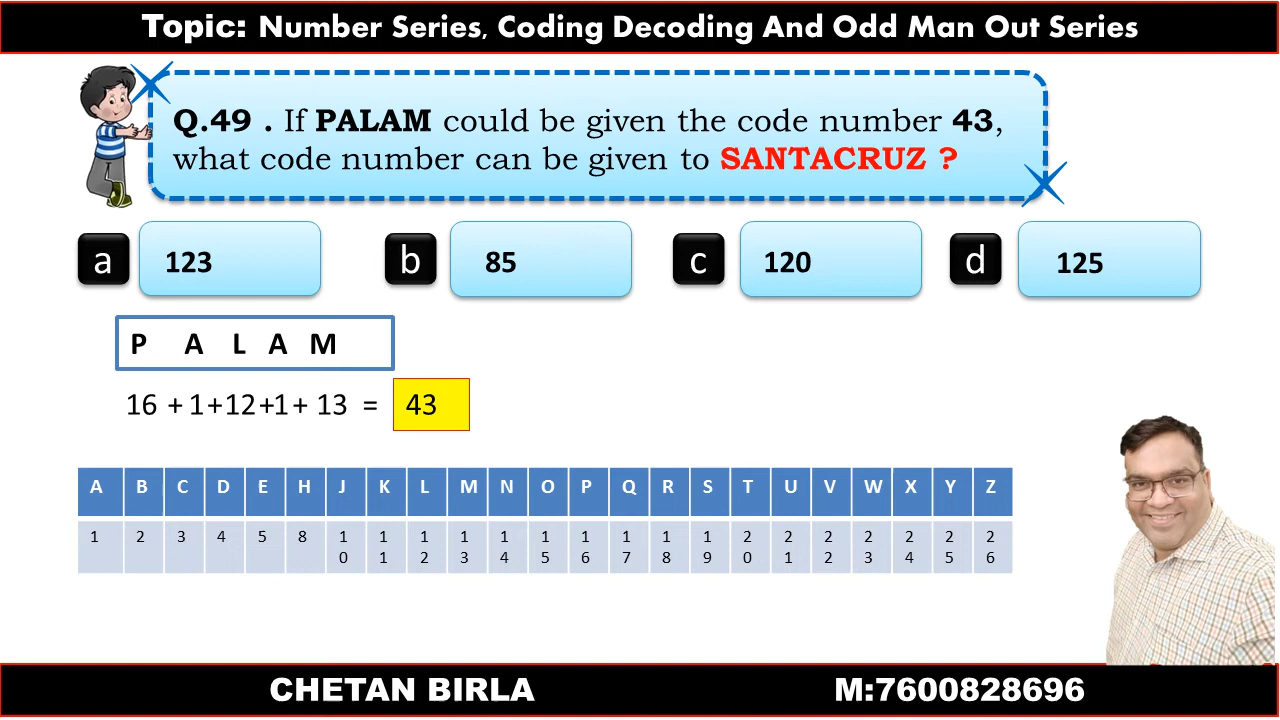 Topic: Number Series, Coding Decoding And Odd Man Out Series
Q.49 . If PALAM could be given the code number 43,
what code number can be given to SANTACRUZ ?
a 123 b 85 c 120 d 125
P A L A M
16 + 1+12+1+ 13 = 43
A B C D E H J K L M N O P Q R S T U V W X Y Z
1 2 3 4 5 8 10 11 12 13 14 15 16 17 18 19 20 21 22 23 24 25 26
CHETAN BIRLA M:7600828696